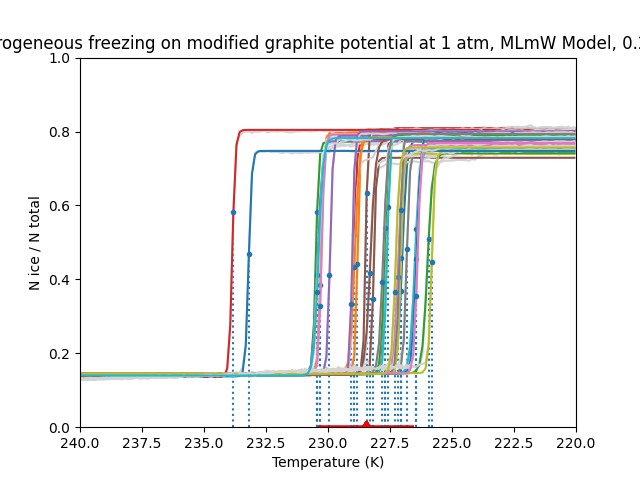 rogeneous freezing on modified graphite potential at 1 atm, MLmW Model, 0.
N ice / N total
1.0
0.8
0.6
0.4
0.2
0.0
240.0 237.5 235.0 232.5 230.0 227.5 225.0 222.5 220.0
Temperature (K)